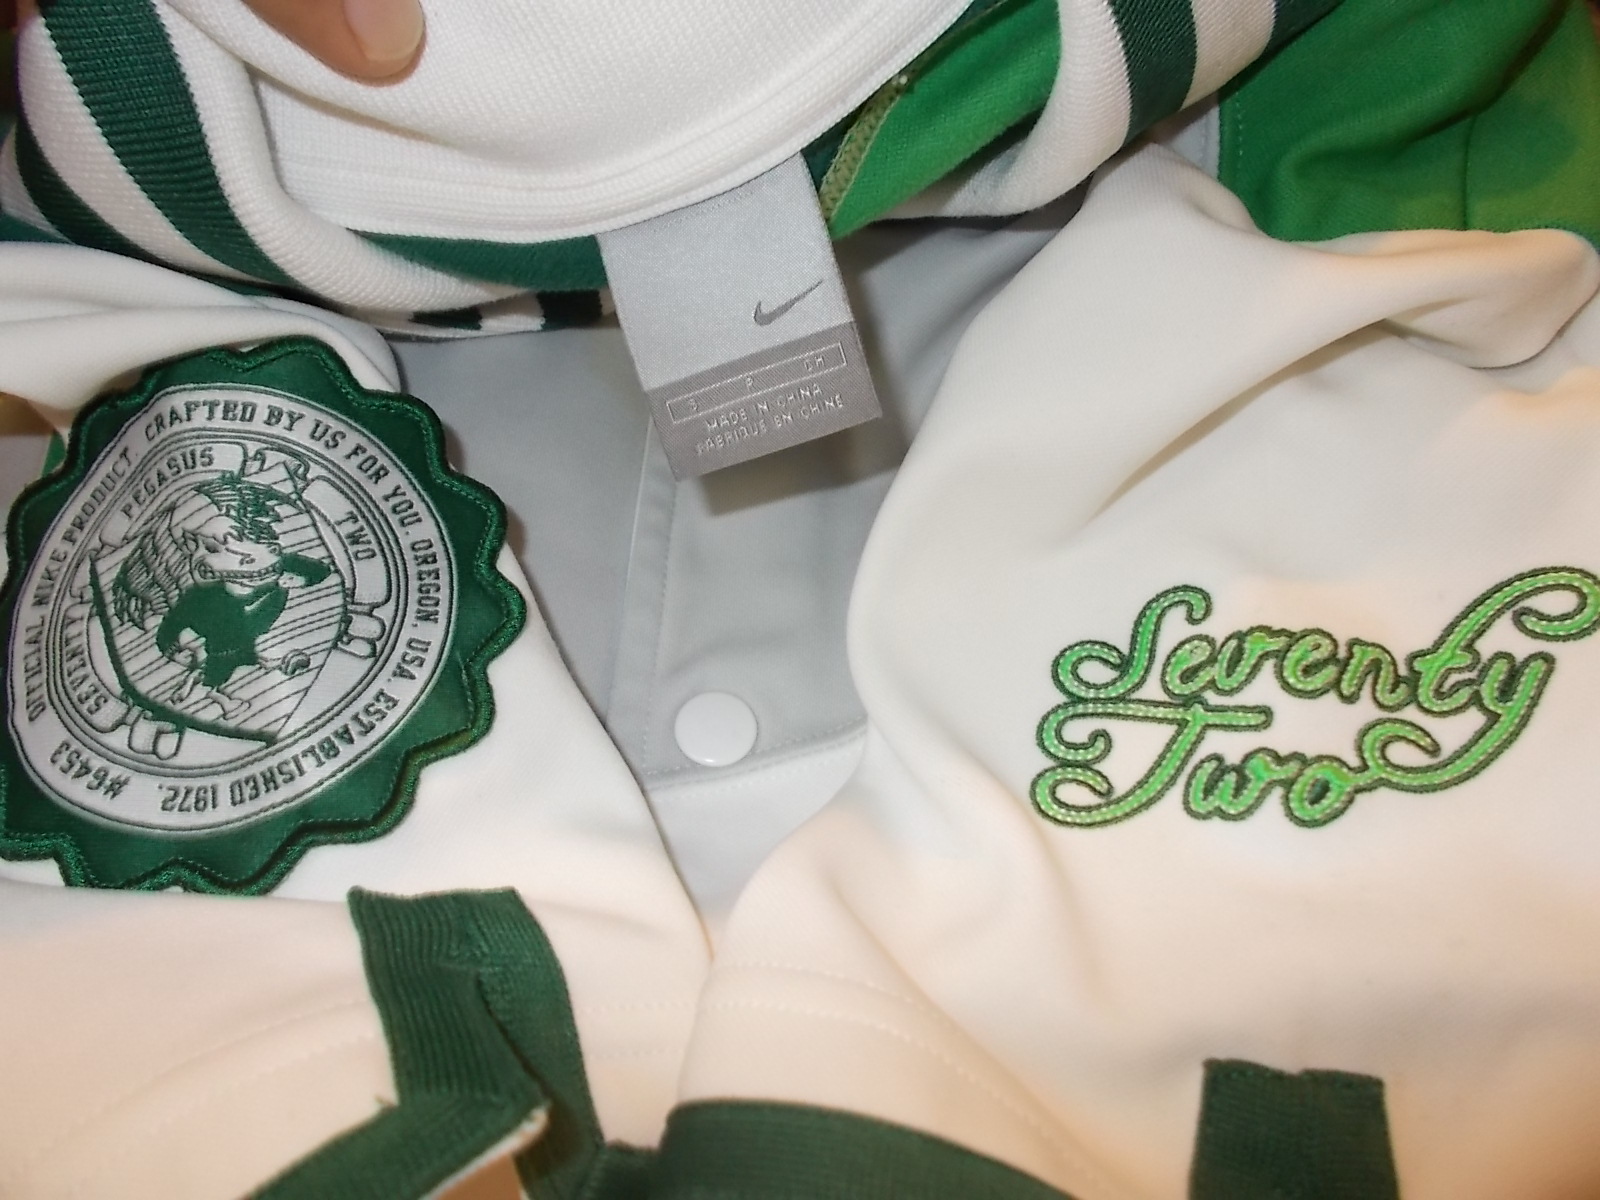 OFFICIAL NIKE PRODUCT. CRAFTED BY US FOR YOU. OREGON, USA. ESTABLISHED 1972.
#6453
PEGASUS
SEVENTY
TWO
S P CH
MADE IN CHINA
FABRIQUE EN CHINE
Seventy
Two